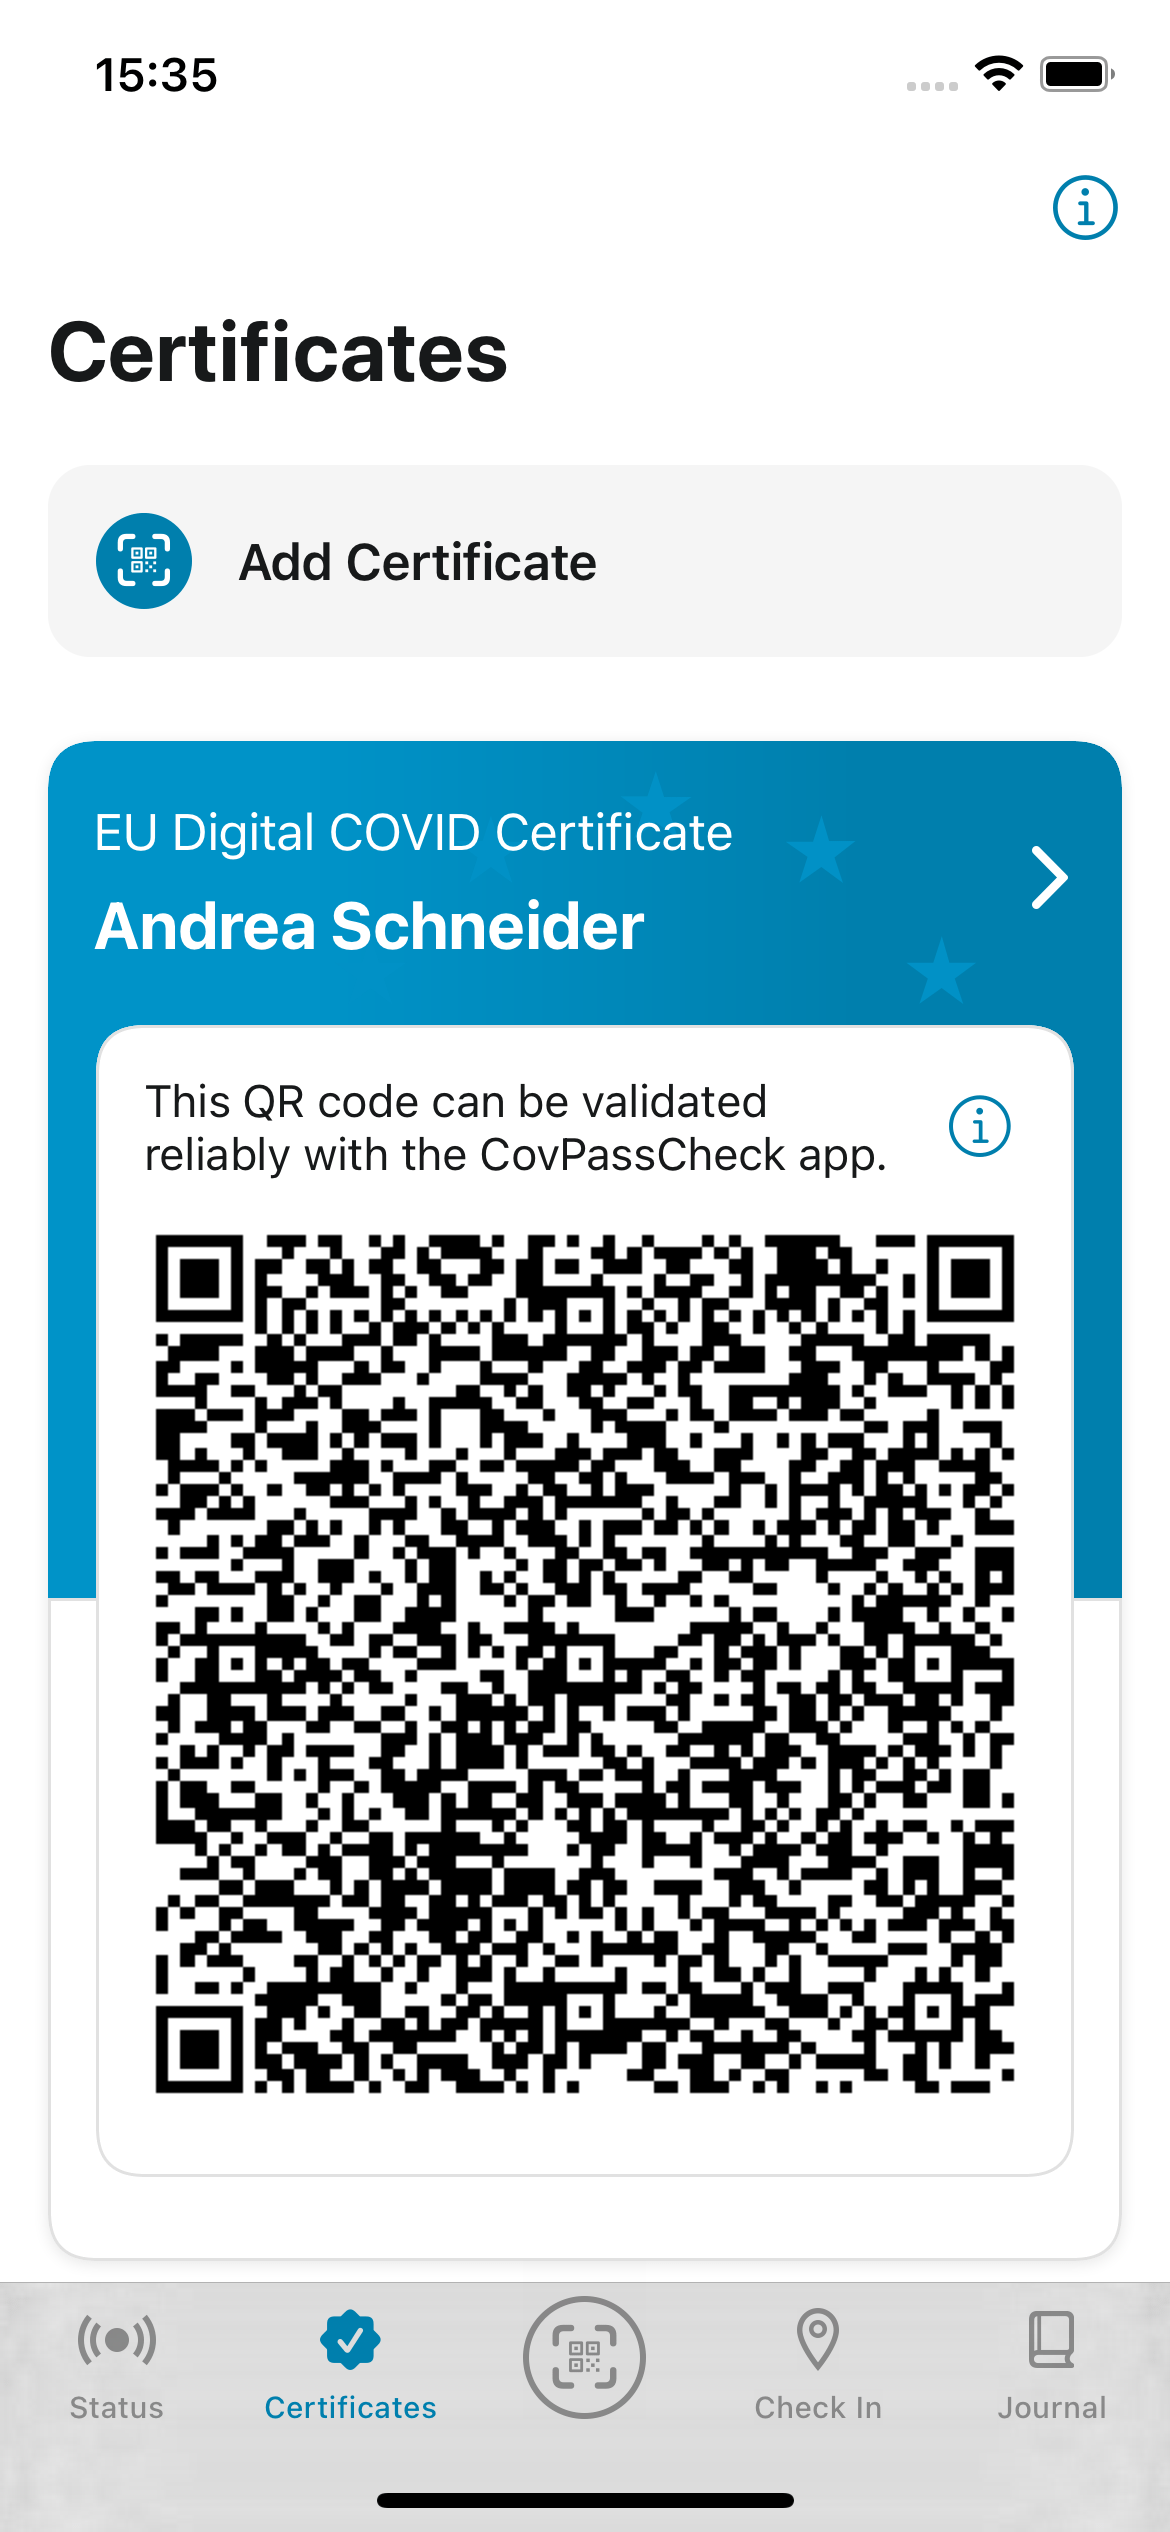 15:35
Certificates
Add Certificate
EU Digital COVID Certificate
Andrea Schneider
This QR code can be validated
reliably with the CovPassCheck app.
Status
Certificates
Check In
Journal